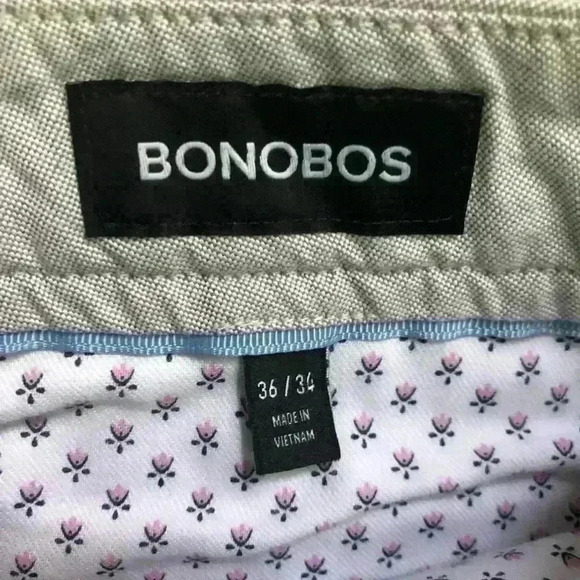 BONOBOS
36 / 34
MADE IN
VIETNAM